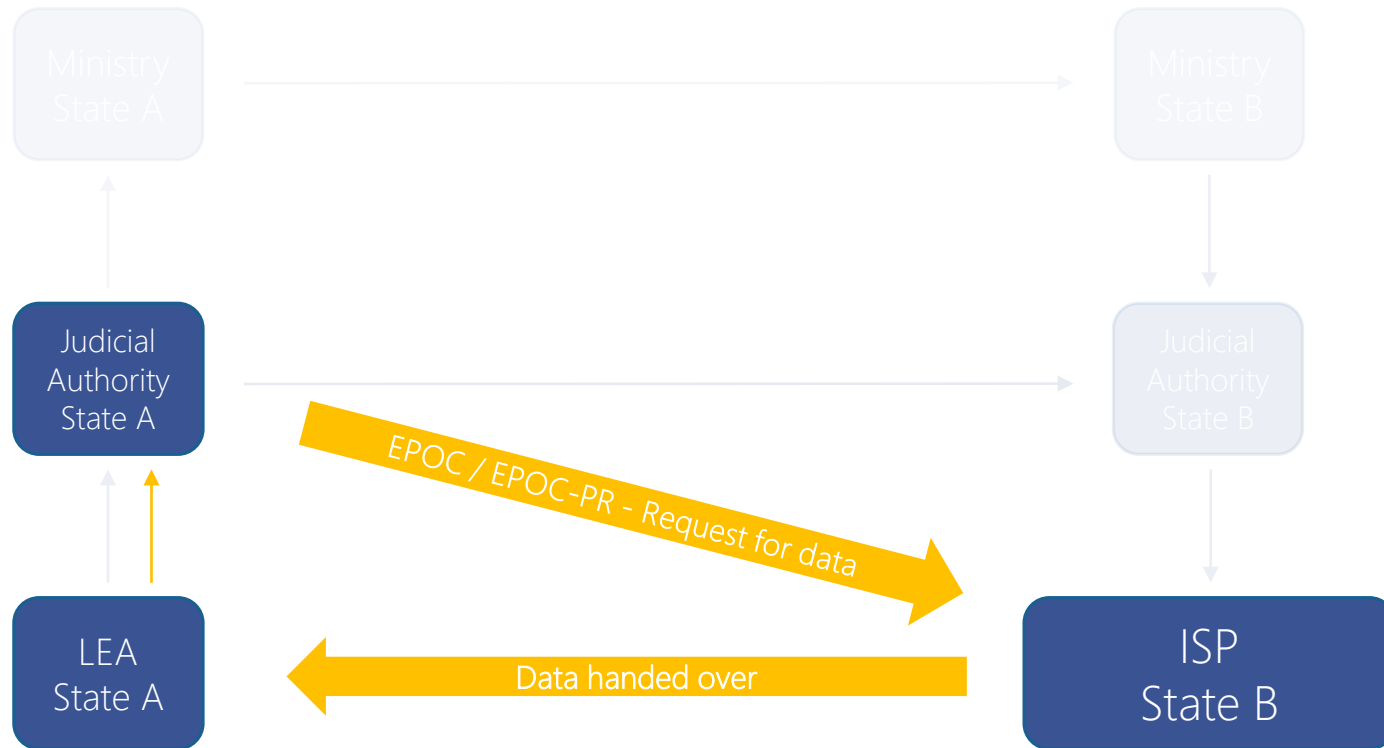 Ministry
State A
Ministry
State B
Judicial
Authority
State A
Judicial
Authority
State B
EPOC / EPOC-PR - Request for data
LEA
State A
Data handed over
ISP
State B